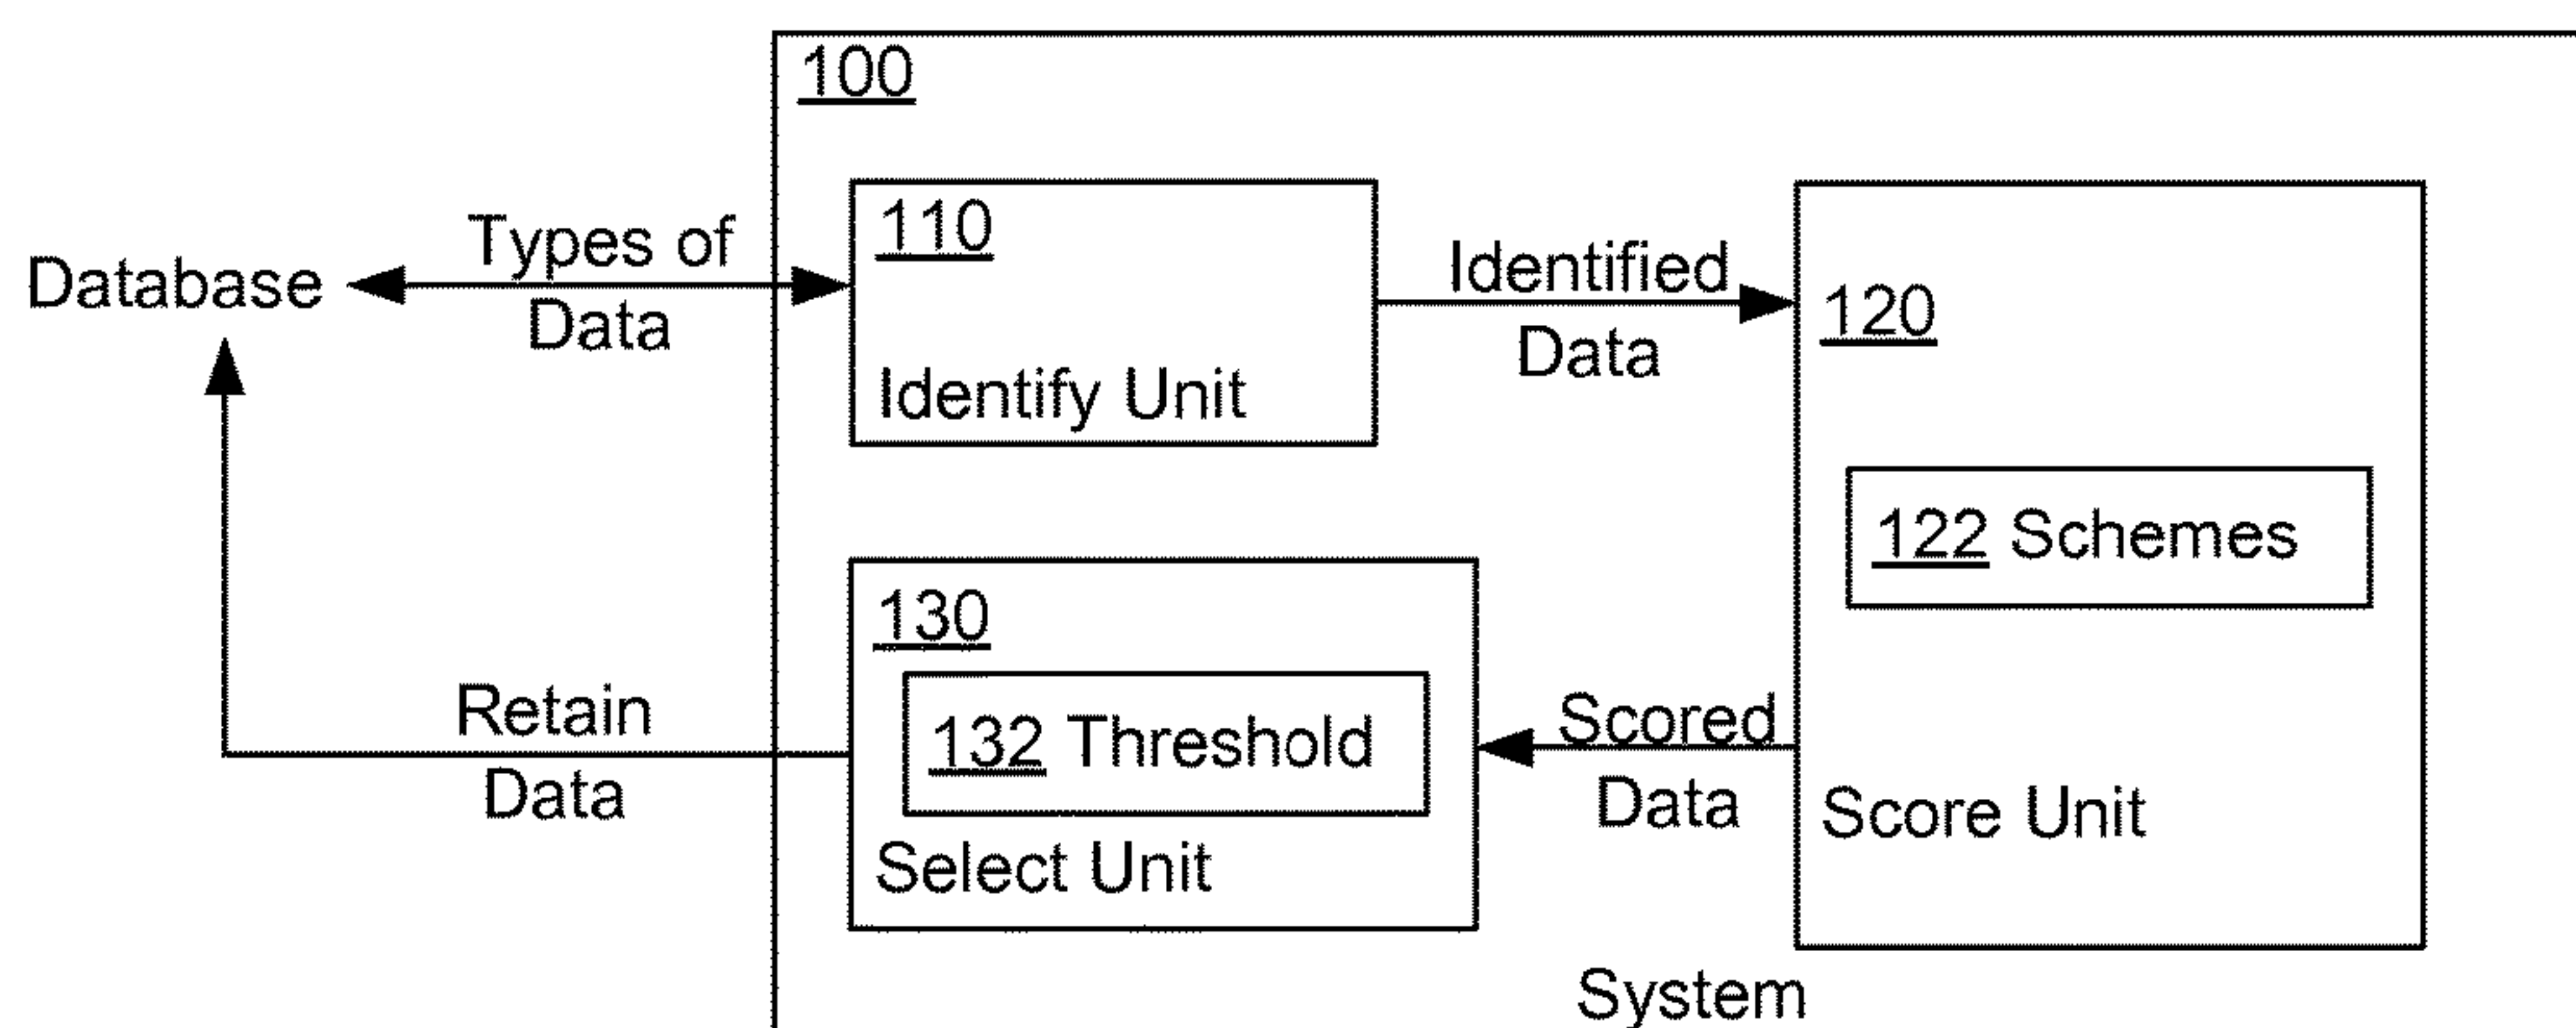 100
Database
Types of
Data
110
Identify Unit
Identified
Data
120
122 Schemes
Score Unit
Scored
Data
130
132 Threshold
Select Unit
Retain
Data
System